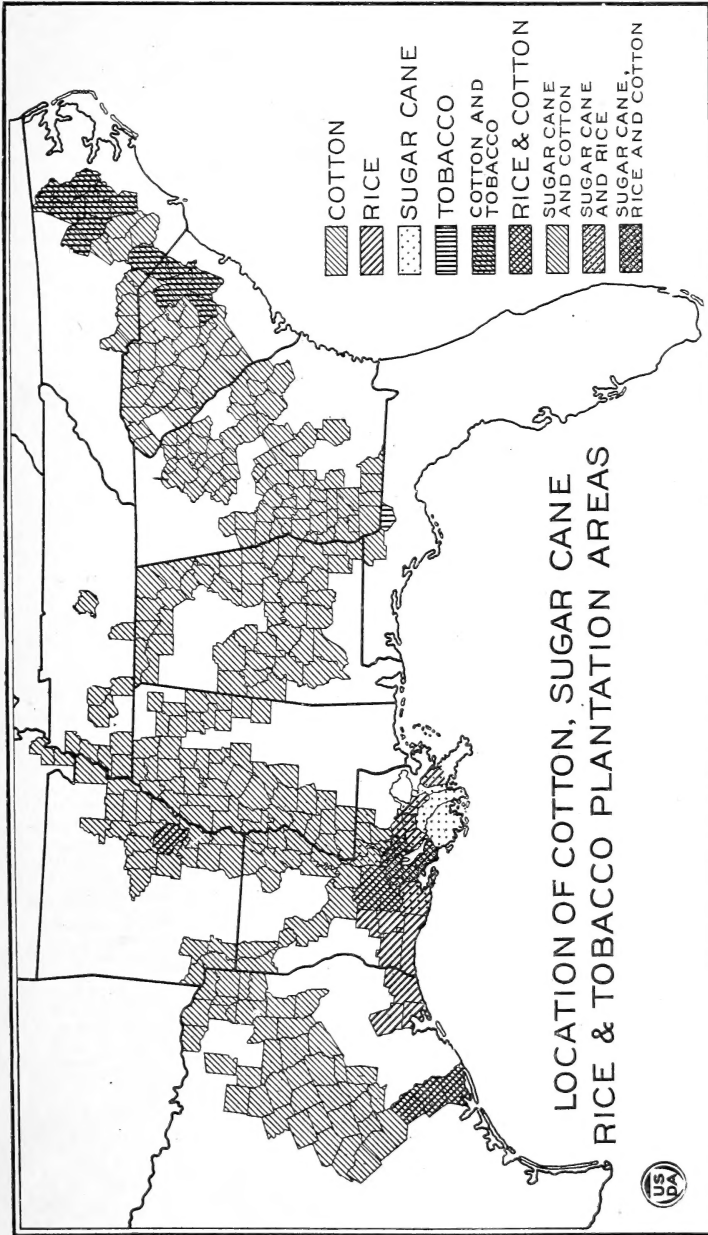 COTTON
RICE
SUGAR CANE
TOBACCO
COTTON AND
TOBACCO
RICE & COTTON
SUGAR CANE
AND COTTON
SUGAR CANE
AND RICE
SUGAR CANE,
RICE AND COTTON
LOCATION OF COTTON, SUGAR CANE
RICE & TOBACCO PLANTATION AREAS
US
DA